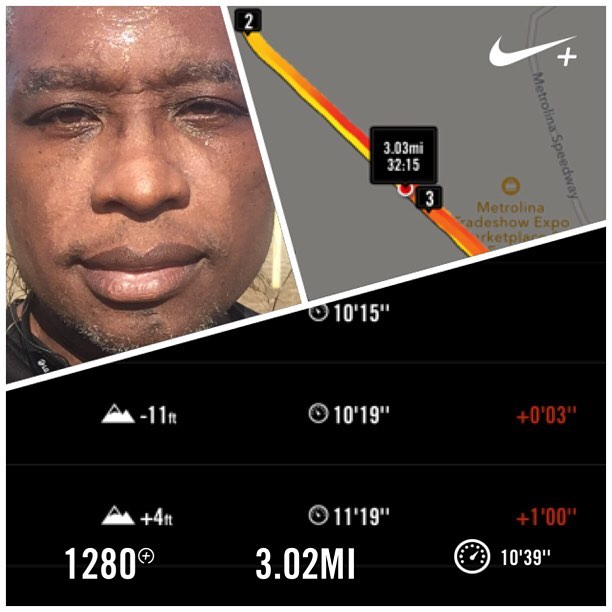 2
+
3.03mi
32:15
3
Metrolina Speedway
Metrolina
Tradeshow Expo
10'15"
-11ft
10'19"
+0'03"
+4ft
11'19"
+1'00"
1280
3.02MI
10'39"